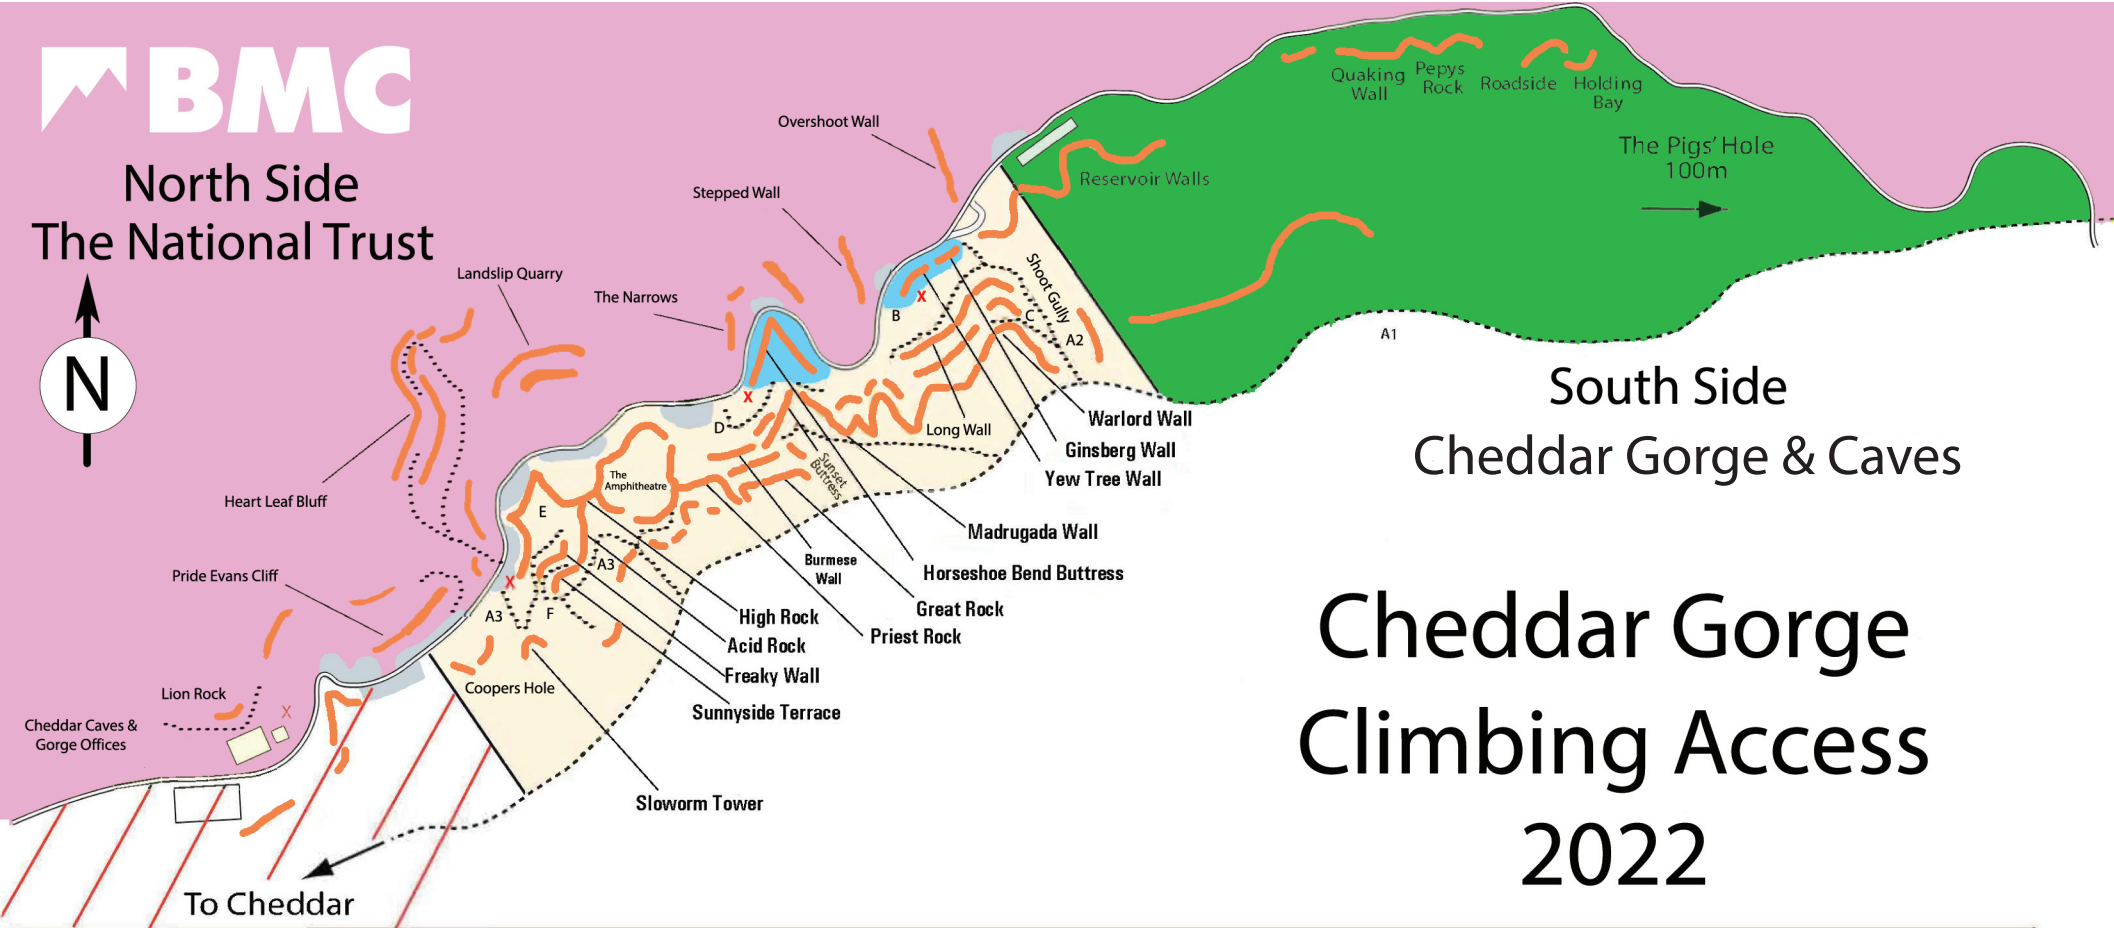 BMC
North Side
The National Trust
N
Overshoot Wall
Stepped Wall
Landslip Quarry
The Narrows
Heart Leaf Bluff
Pride Evans Cliff
Lion Rock
X
Cheddar Caves &
Gorge Offices
To Cheddar
Quaking
Wall
Pepys
Rock
Roadside
Holding
Bay
The Pigs' Hole
100m
Reservoir Walls
Shoot Gully
A1
A2
B
X
C
D
X
E
The
Amphitheatre
Sunset
Buttress
Long Wall
Warlord Wall
Ginsberg Wall
Yew Tree Wall
Madrugada Wall
Horseshoe Bend Buttress
Burmese
Wall
Great Rock
Priest Rock
High Rock
Acid Rock
Freaky Wall
Sunnyside Terrace
Sloworm Tower
A3
X
A3
F
Coopers Hole
South Side
Cheddar Gorge & Caves
Cheddar Gorge
Climbing Access
2022